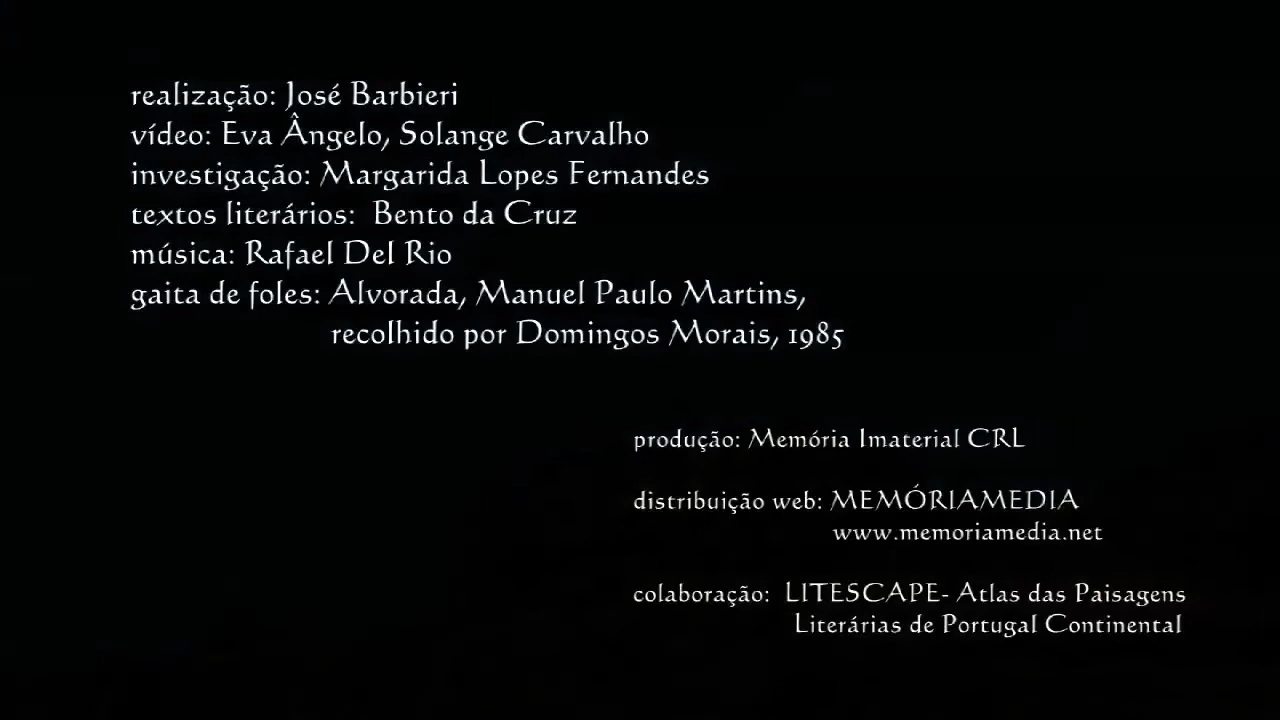 realização: José Barbieri
vídeo: Eva Ângelo, Solange Carvalho
investigação: Margarida Lopes Fernandes
textos literários: Bento da Cruz
música: Rafael Del Rio
gaita de foles: Alvorada, Manuel Paulo Martins,
recolhido por Domingos Morais, 1985
produção: Memória Imaterial CRL
distribuição web: MEMÓRIAMEDIA
www.memoriamedia.net
colaboração: LITESCAPE- Atlas das Paisagens
Literárias de Portugal Continental